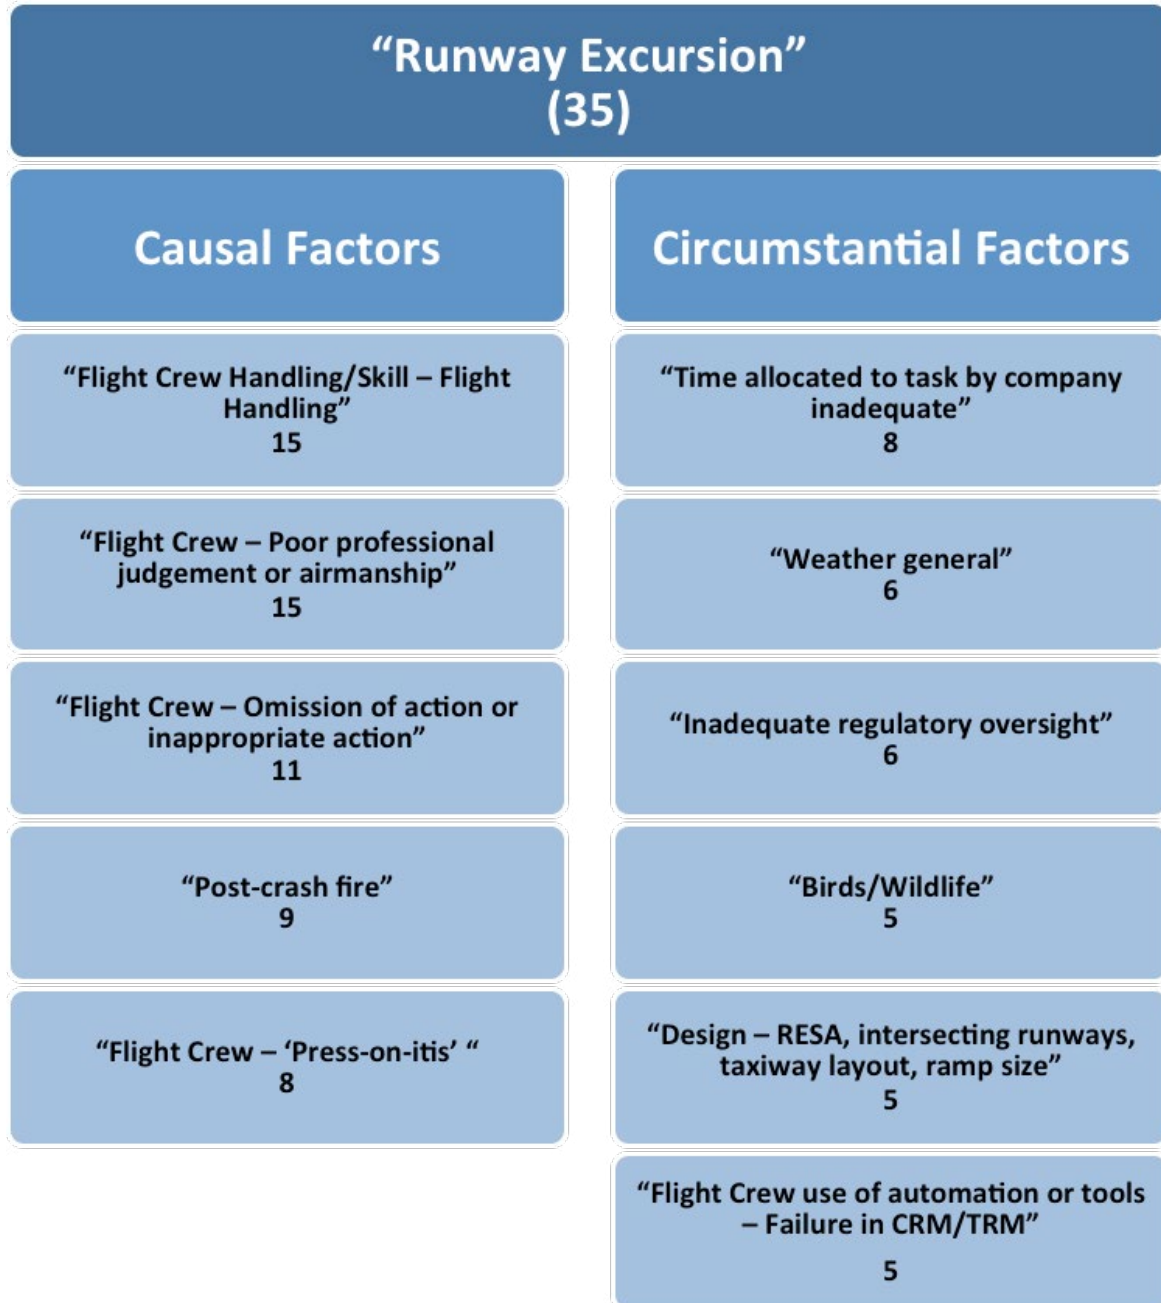 “Runway Excursion”
(35)
Causal Factors
“Flight Crew Handling/Skill – Flight
Handling”
15
“Flight Crew – Poor professional
judgement or airmanship”
15
“Flight Crew – Omission of action or
inappropriate action”
11
“Post-crash fire”
9
“Flight Crew – ‘Press-on-itis’ “
8
Circumstantial Factors
“Time allocated to task by company
inadequate”
8
“Weather general”
6
“Inadequate regulatory oversight”
6
“Birds/Wildlife”
5
“Design – RESA, intersecting runways,
taxiway layout, ramp size”
5
“Flight Crew use of automation or tools
– Failure in CRM/TRM”
5